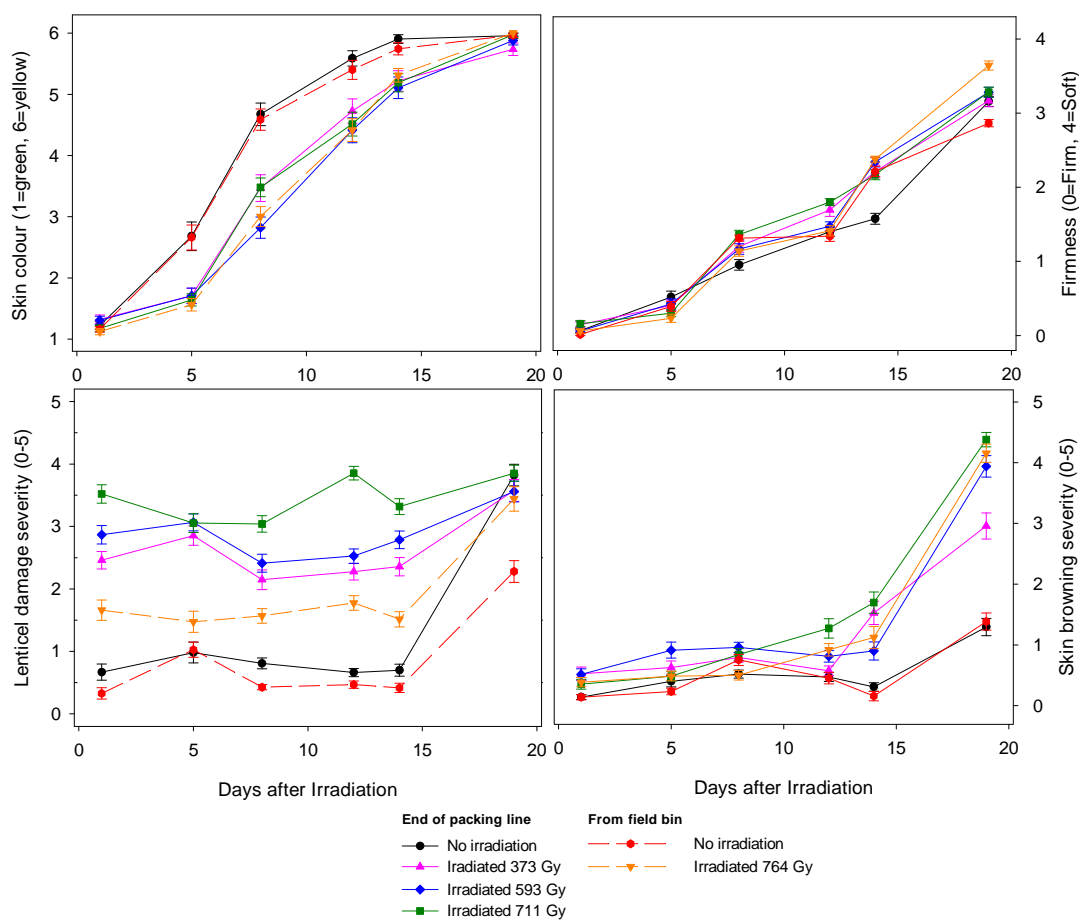 Skin colour (1=green, 6=yellow)
6
5
4
3
2
1
0 5 10 15 20
4
3
2
1
0
Firmness (0=Firm, 4=Soft)
0 5 10 15 20
Lenticel damage severity (0-5)
5
4
3
2
1
0
0 5 10 15 20
Days after Irradiation
5
4
3
2
1
0
Skin browning severity (0-5)
0 5 10 15 20
Days after Irradiation
End of packing line
No irradiation
Iradiated 373 Gy
Irradiated 593 Gy
Irradiated 711 Gy
From field bin
No irradiation
Irradiated 764 Gy